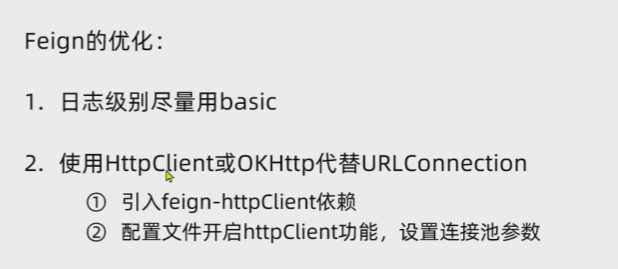 Feign的优化：
1. 日志级别尽量用basic
2. 使用HttpClient或OKHttp代替URLConnection
① 引入feign-httpClient依赖
② 配置文件开启httpClient功能，设置连接池参数